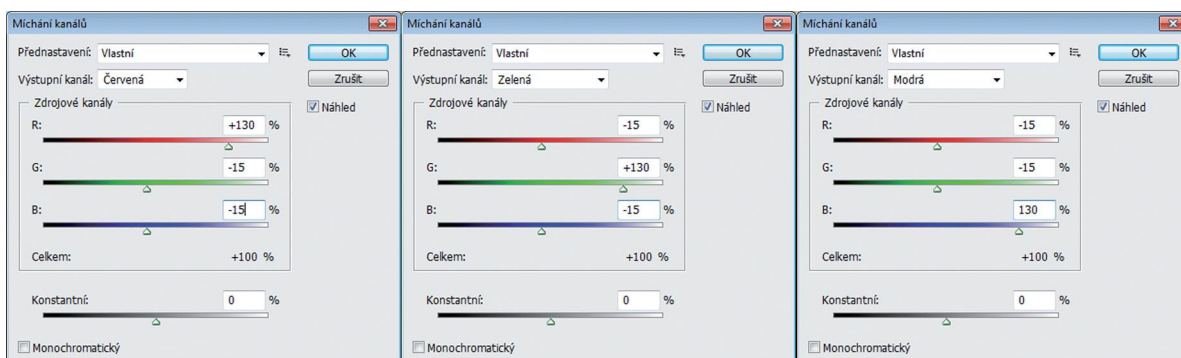 Míchání kanálů
Přednastavení: Vlastní OK
Výstupní kanál: Červená Zrušit
Zdrojové kanály Náhled
R: +130 %
G: -15 %
B: -15 %
Celkem: +100 %
Konstantní: 0 %
Monochromatický
Míchání kanálů
Přednastavení: Vlastní OK
Výstupní kanál: Zelená Zrušit
Zdrojové kanály Náhled
R: -15 %
G: +130 %
B: -15 %
Celkem: +100 %
Konstantní: 0 %
Monochromatický
Míchání kanálů
Přednastavení: Vlastní OK
Výstupní kanál: Modrá Zrušit
Zdrojové kanály Náhled
R: -15 %
G: -15 %
B: 130 %
Celkem: +100 %
Konstantní: 0 %
Monochromatický